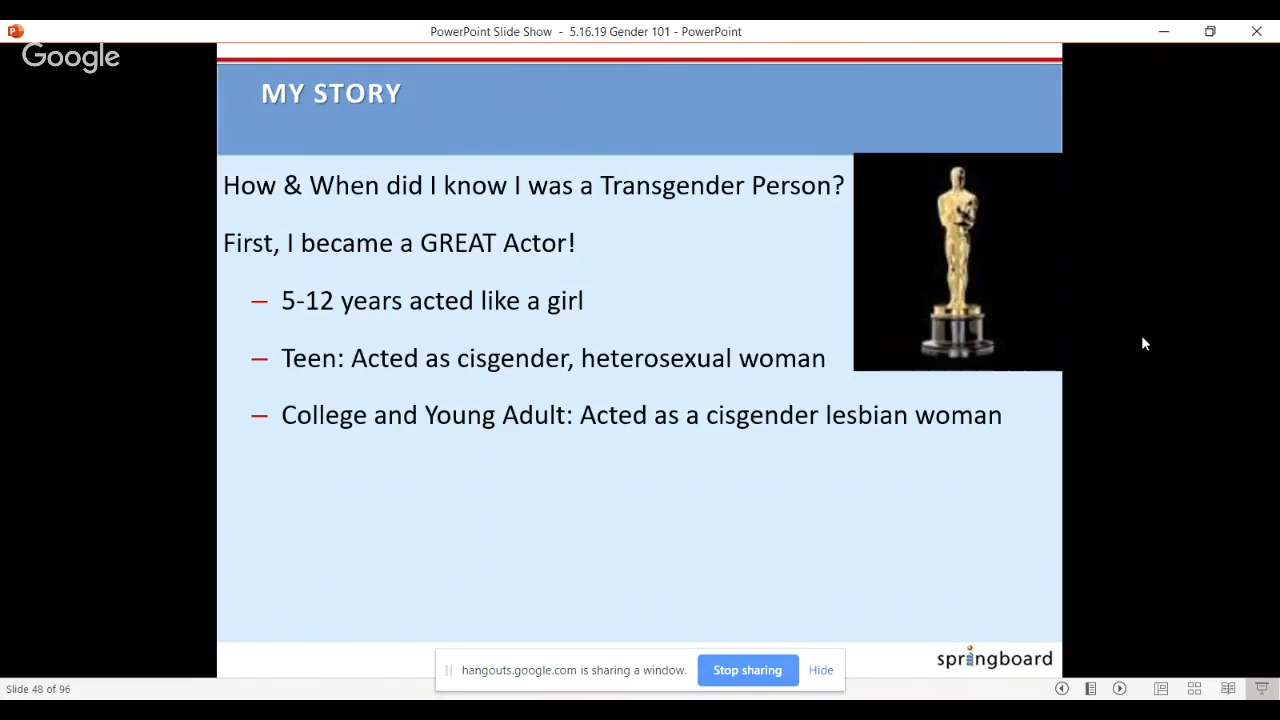 PowerPoint Slide Show - 5.16.19 Gender 101 - PowerPoint
Google
MY STORY
How & When did I know I was a Transgender Person?
First, I became a GREAT Actor!
– 5-12 years acted like a girl
– Teen: Acted as cisgender, heterosexual woman
– College and Young Adult: Acted as a cisgender lesbian woman
springboard
hangouts.google.com is sharing a window.
Stop sharing
Hide
Slide 48 of 96